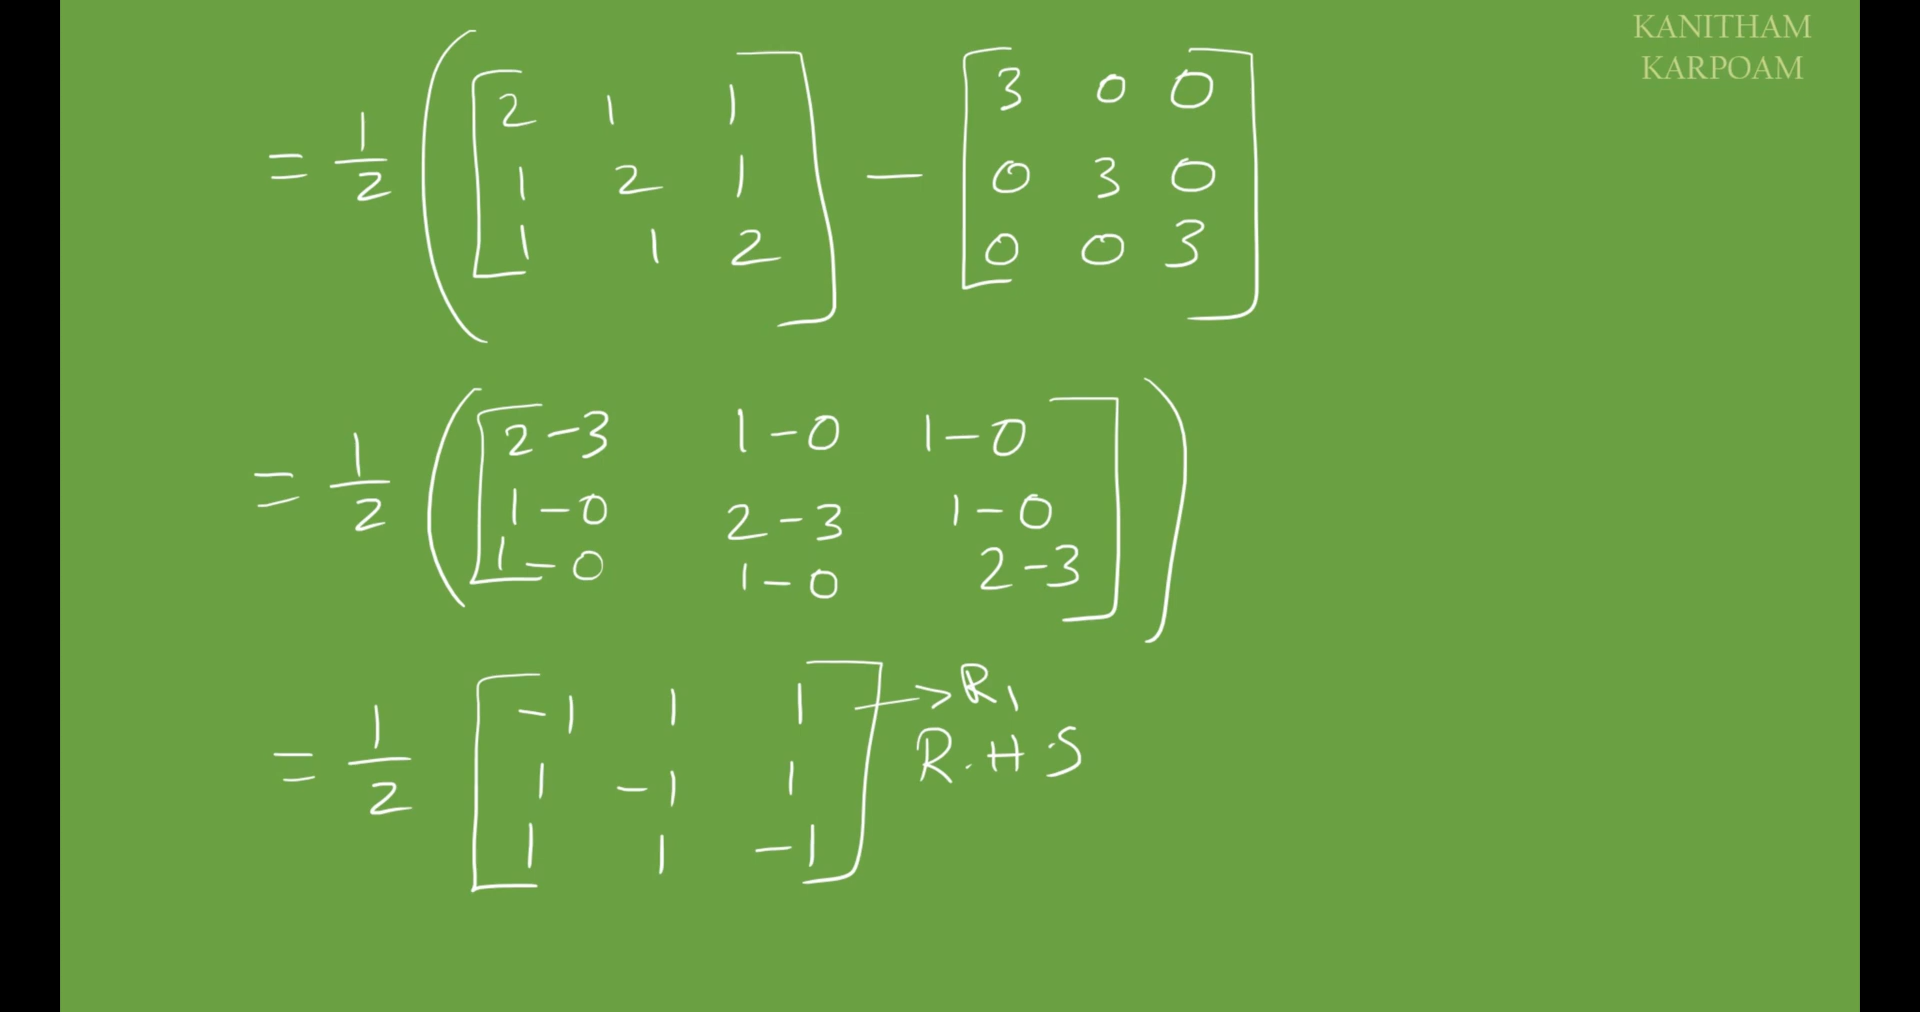 KANITHAM
KARPOAM
= 1/2 ( [ 2 1 1 ] − [ 3 0 0 ]
1 2 1 0 3 0
1 1 2 0 0 3
= 1/2 ( [ 2−3 1−0 1−0 ] )
1−0 2−3 1−0
1−0 1−0 2−3
= 1/2 [ −1 1 1 ] → R1
1 −1 1 R.H.S
1 1 −1